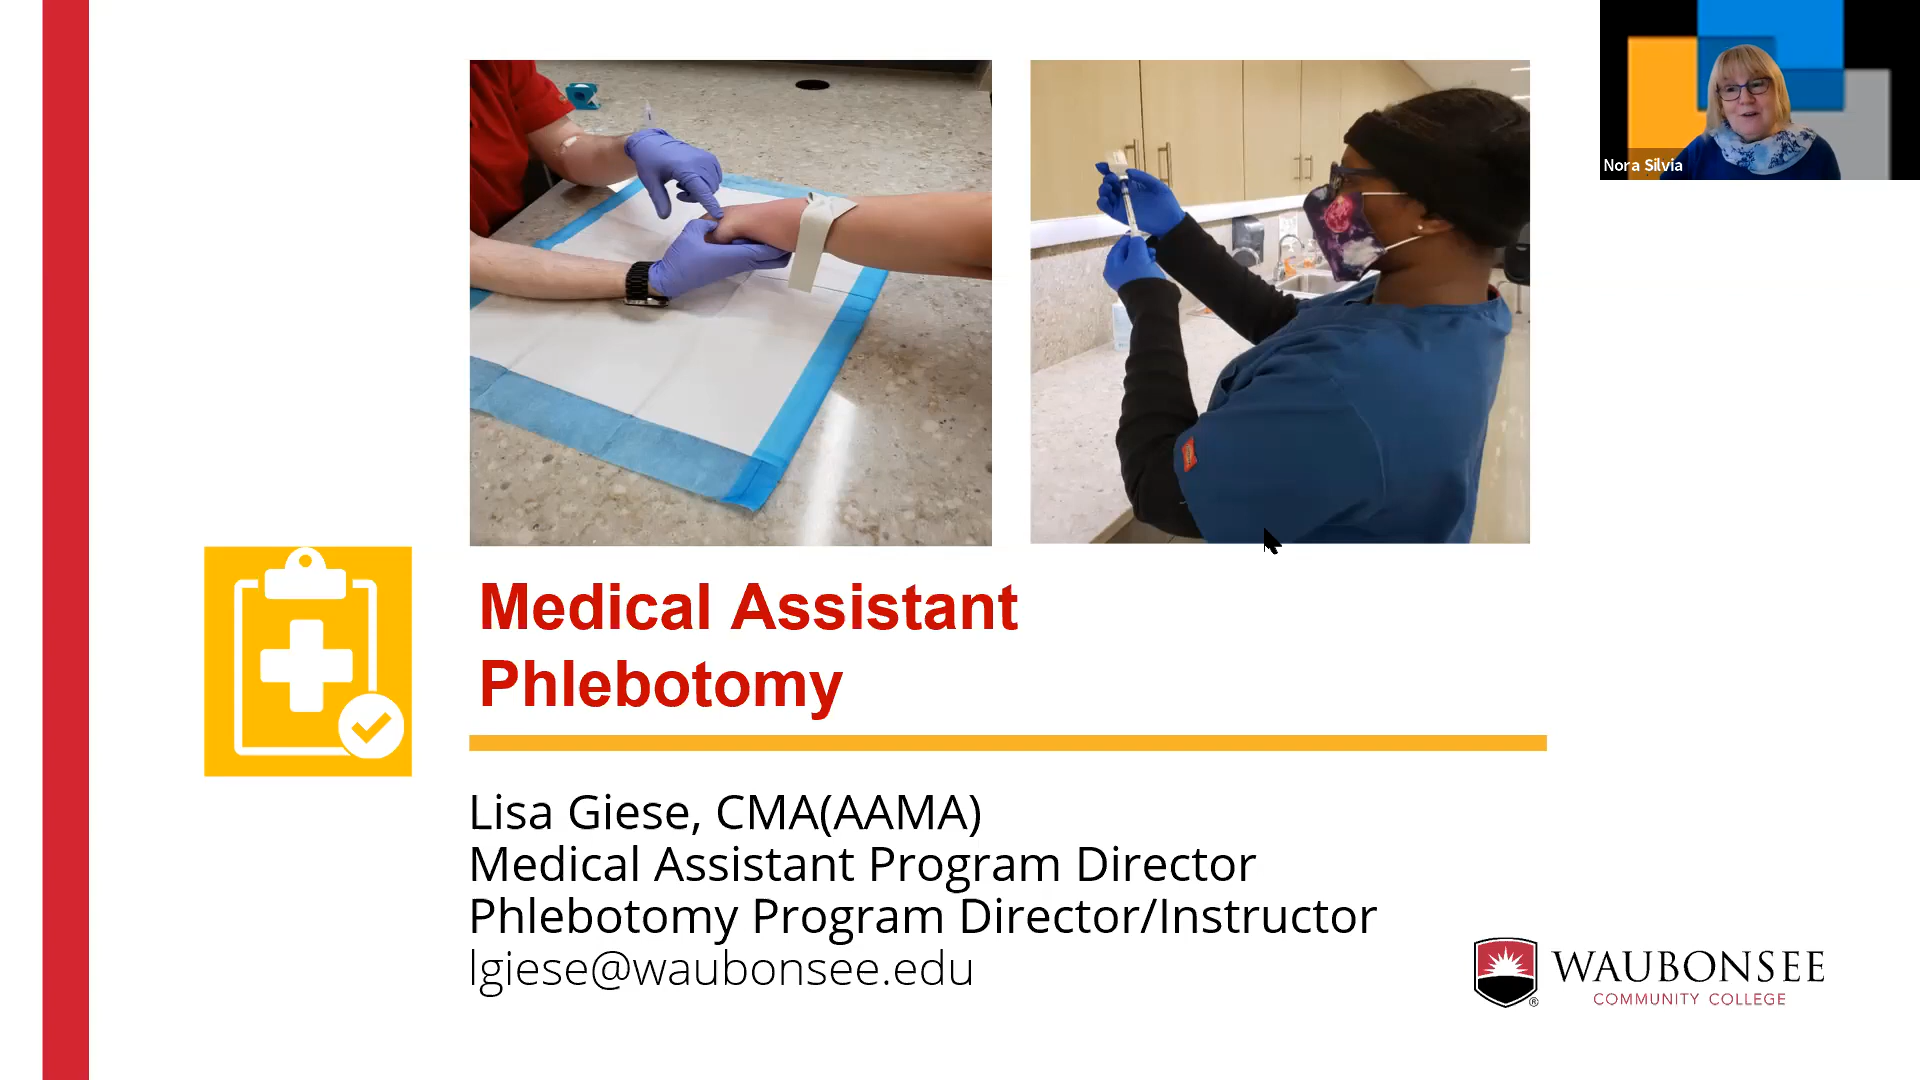 Nora Silvia
Medical Assistant
Phlebotomy
Lisa Giese, CMA(AAMA)
Medical Assistant Program Director
Phlebotomy Program Director/Instructor
lgiese@waubonsee.edu
WAUBONSEE
COMMUNITY COLLEGE
®